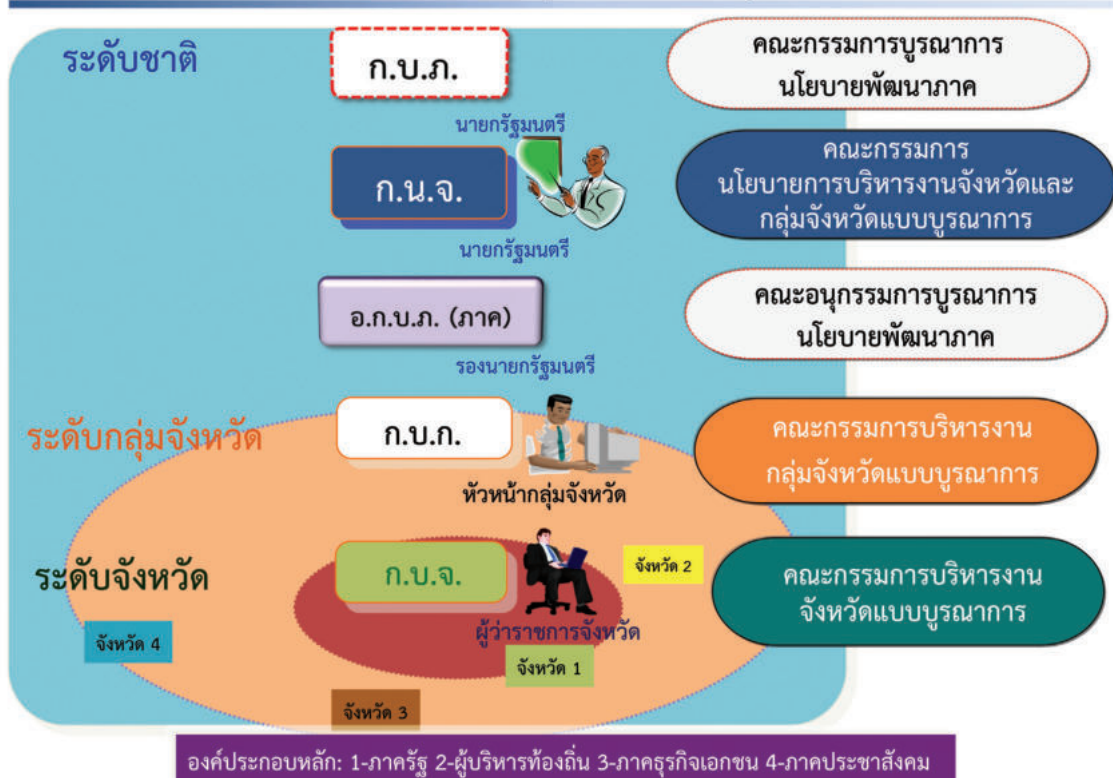 ระดับชาติ
ก.บ.ภ.
คณะกรรมการบูรณาการ
นโยบายพัฒนาภาค
นายกรัฐมนตรี
ก.น.จ.
คณะกรรมการ
นโยบายการบริหารงานจังหวัดและ
กลุ่มจังหวัดแบบบูรณาการ
นายกรัฐมนตรี
อ.ก.บ.ภ. (ภาค)
คณะอนุกรรมการบูรณาการ
นโยบายพัฒนาภาค
รองนายกรัฐมนตรี
ระดับกลุ่มจังหวัด
ก.บ.ก.
คณะกรรมการบริหารงาน
กลุ่มจังหวัดแบบบูรณาการ
หัวหน้ากลุ่มจังหวัด
ระดับจังหวัด
ก.บ.จ.
จังหวัด 2
คณะกรรมการบริหารงาน
จังหวัดแบบบูรณาการ
ผู้ว่าราชการจังหวัด
จังหวัด 4
จังหวัด 1
จังหวัด 3
องค์ประกอบหลัก: 1-ภาครัฐ 2-ผู้บริหารท้องถิ่น 3-ภาคธุรกิจเอกชน 4-ภาคประชาสังคม